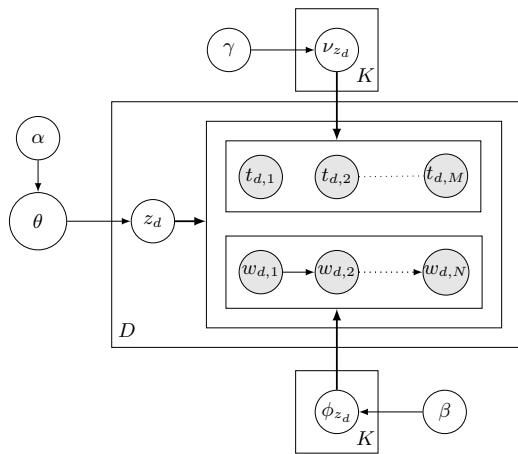 γ
ν_{z_d}
K
α
t_{d,1}
t_{d,2}
t_{d,M}
θ
z_d
w_{d,1}
w_{d,2}
w_{d,N}
D
ϕ_{z_d}
β
K